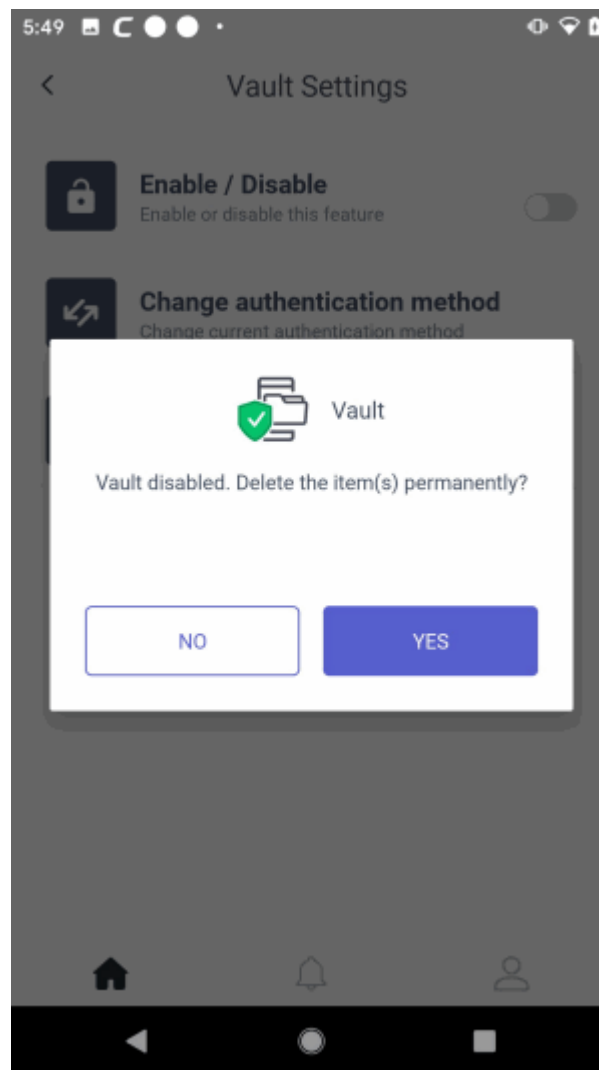 5:49
Vault Settings
Enable / Disable
Enable or disable this feature
Change authentication method
Change current authentication method
Vault
Vault disabled. Delete the item(s) permanently?
NO
YES